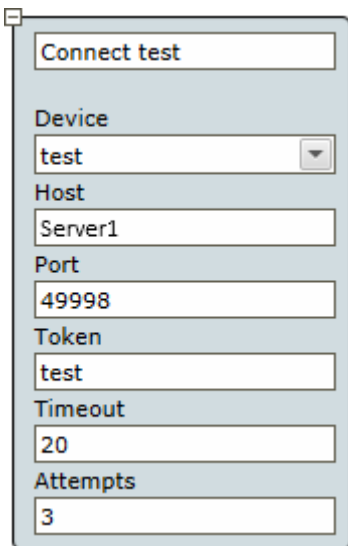 Connect test
Device
test
Host
Server1
Port
49998
Token
test
Timeout
20
Attempts
3